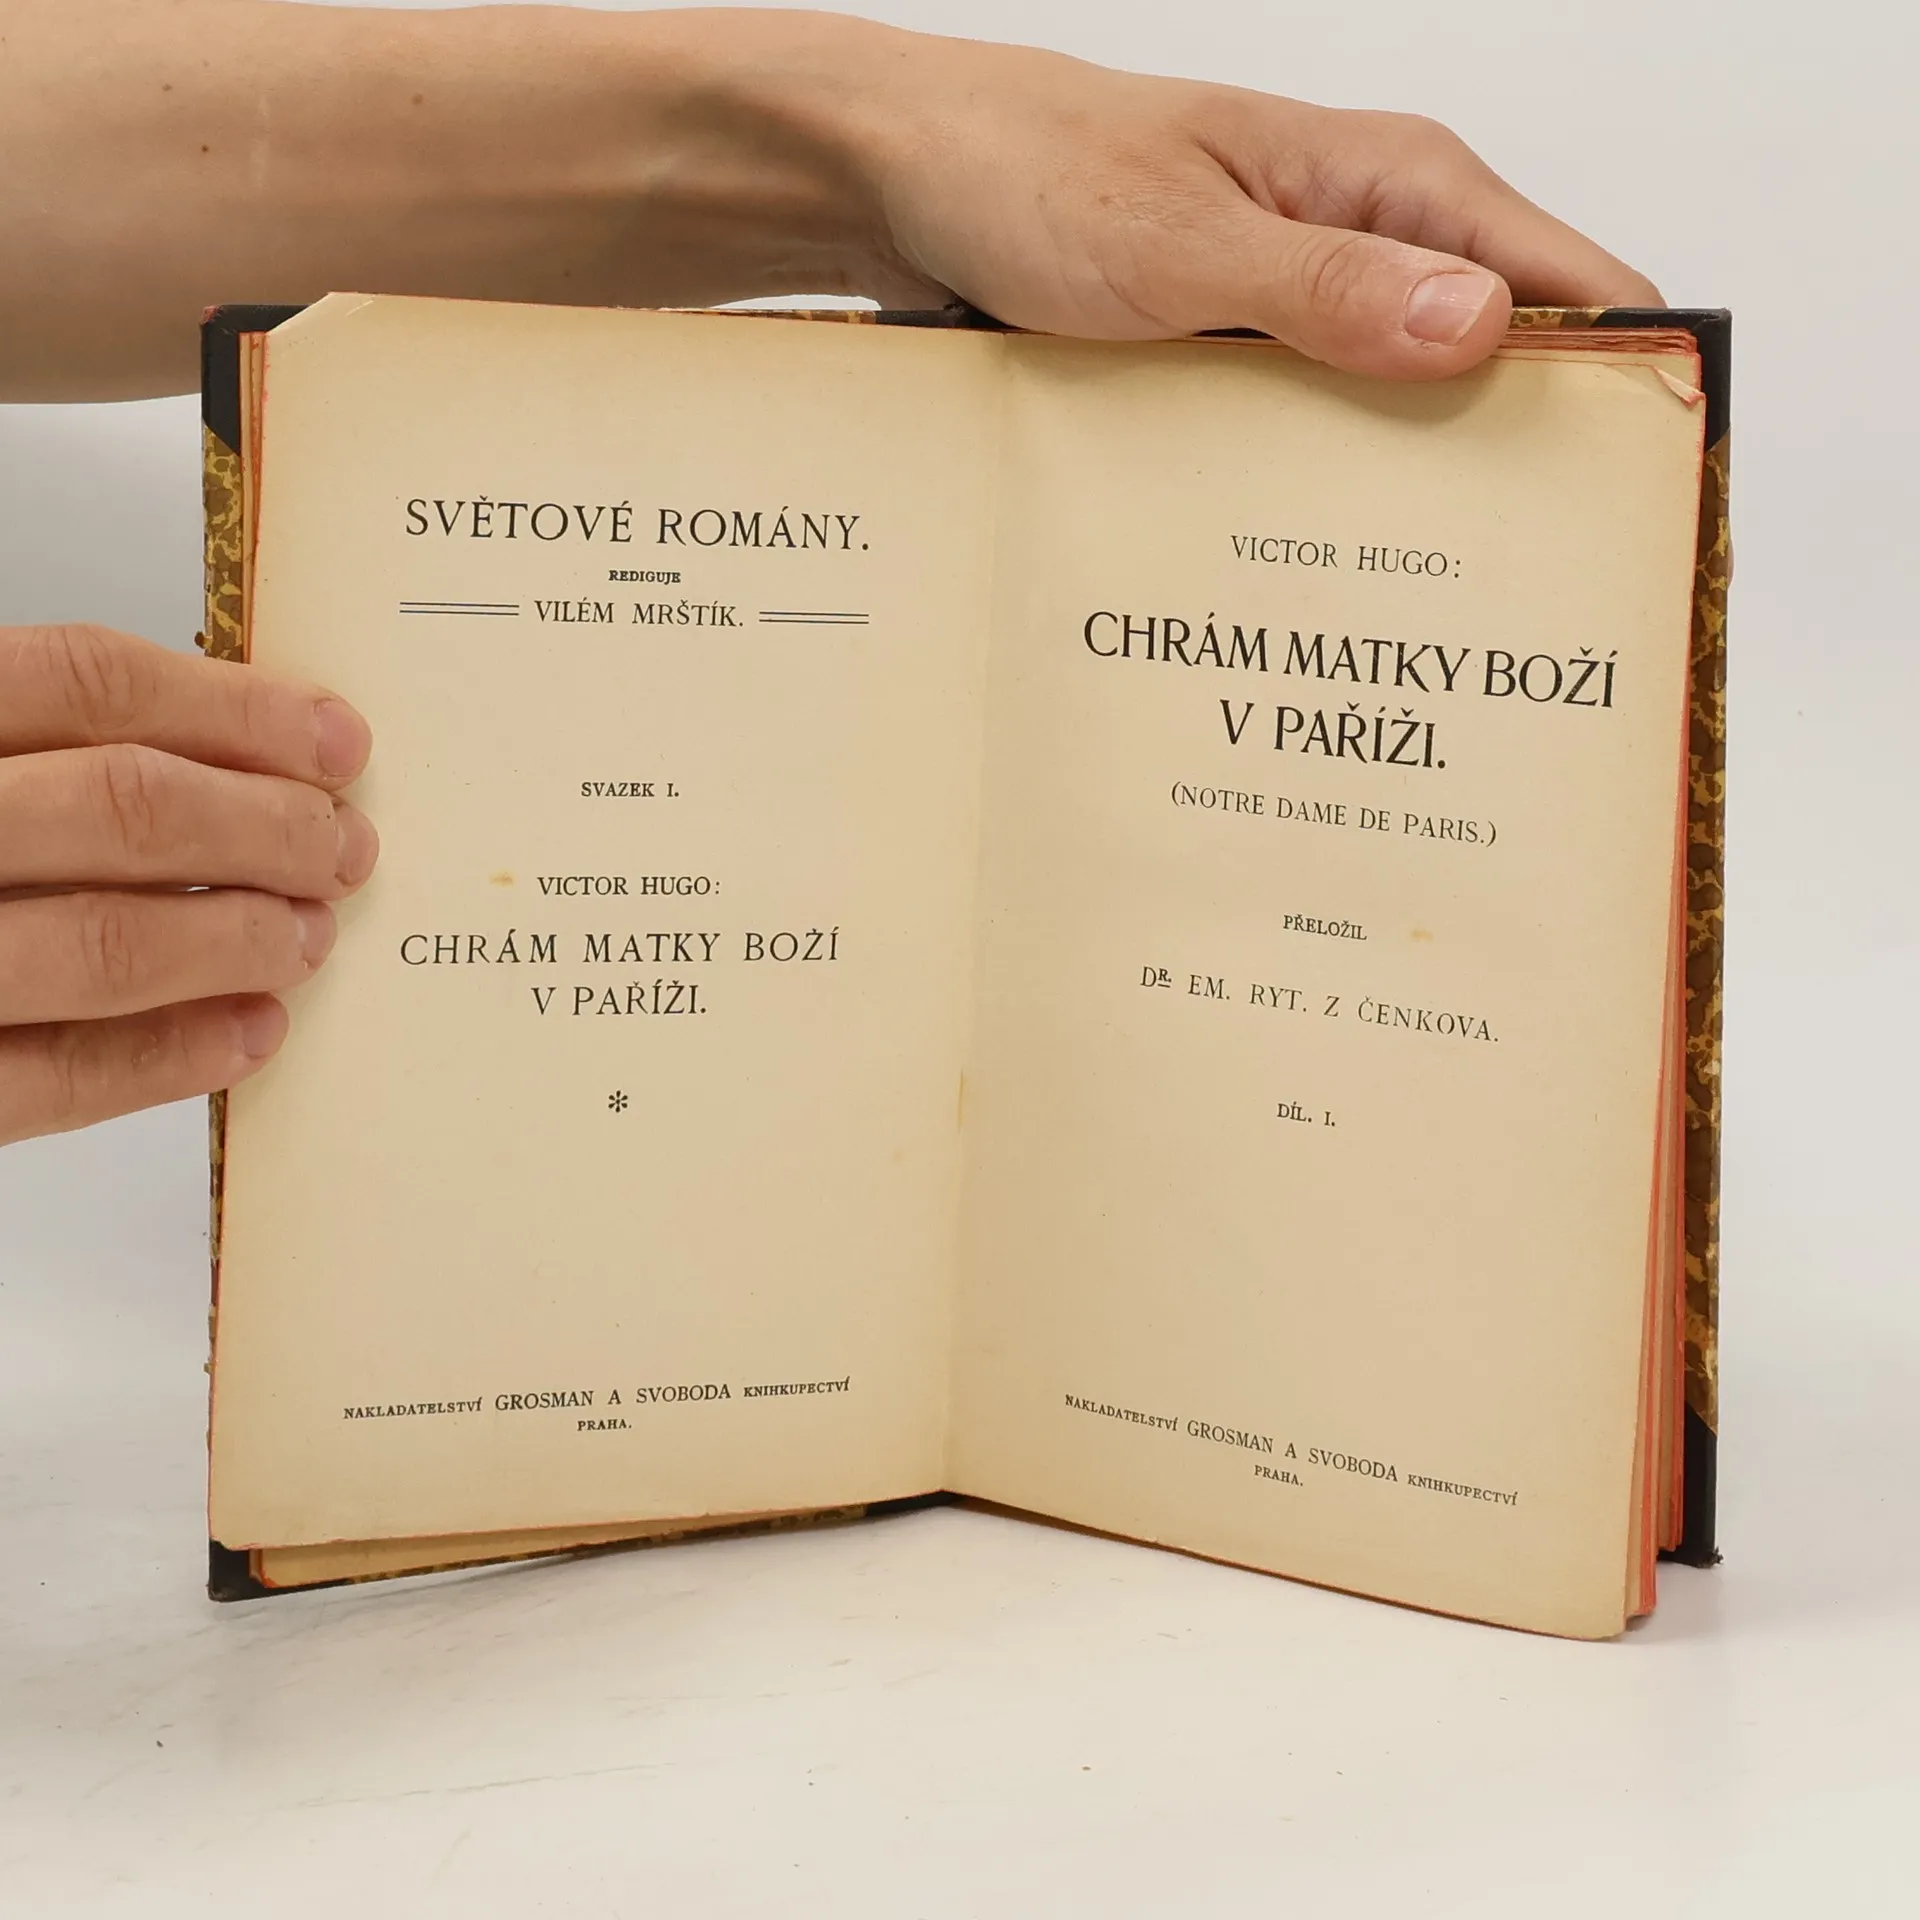 SVĚTOVÉ ROMÁNY.
REDIGUJE
VILÉM MRŠTÍK.
SVAZEK I.
VICTOR HUGO:
CHRÁM MATKY BOŽÍ
V PAŘÍŽI.
*
NAKLADATELSTVÍ GROSMAN A SVOBODA KNIHKUPECTVÍ
PRAHA.
VICTOR HUGO:
CHRÁM MATKY BOŽÍ
V PAŘÍŽI.
(NOTRE DAME DE PARIS.)
PŘELOŽIL
DR. EM. RYT. Z ČENKOVA.
DÍL. I.
NAKLADATELSTVÍ GROSMAN A SVOBODA KNIHKUPECTVÍ
PRAHA.